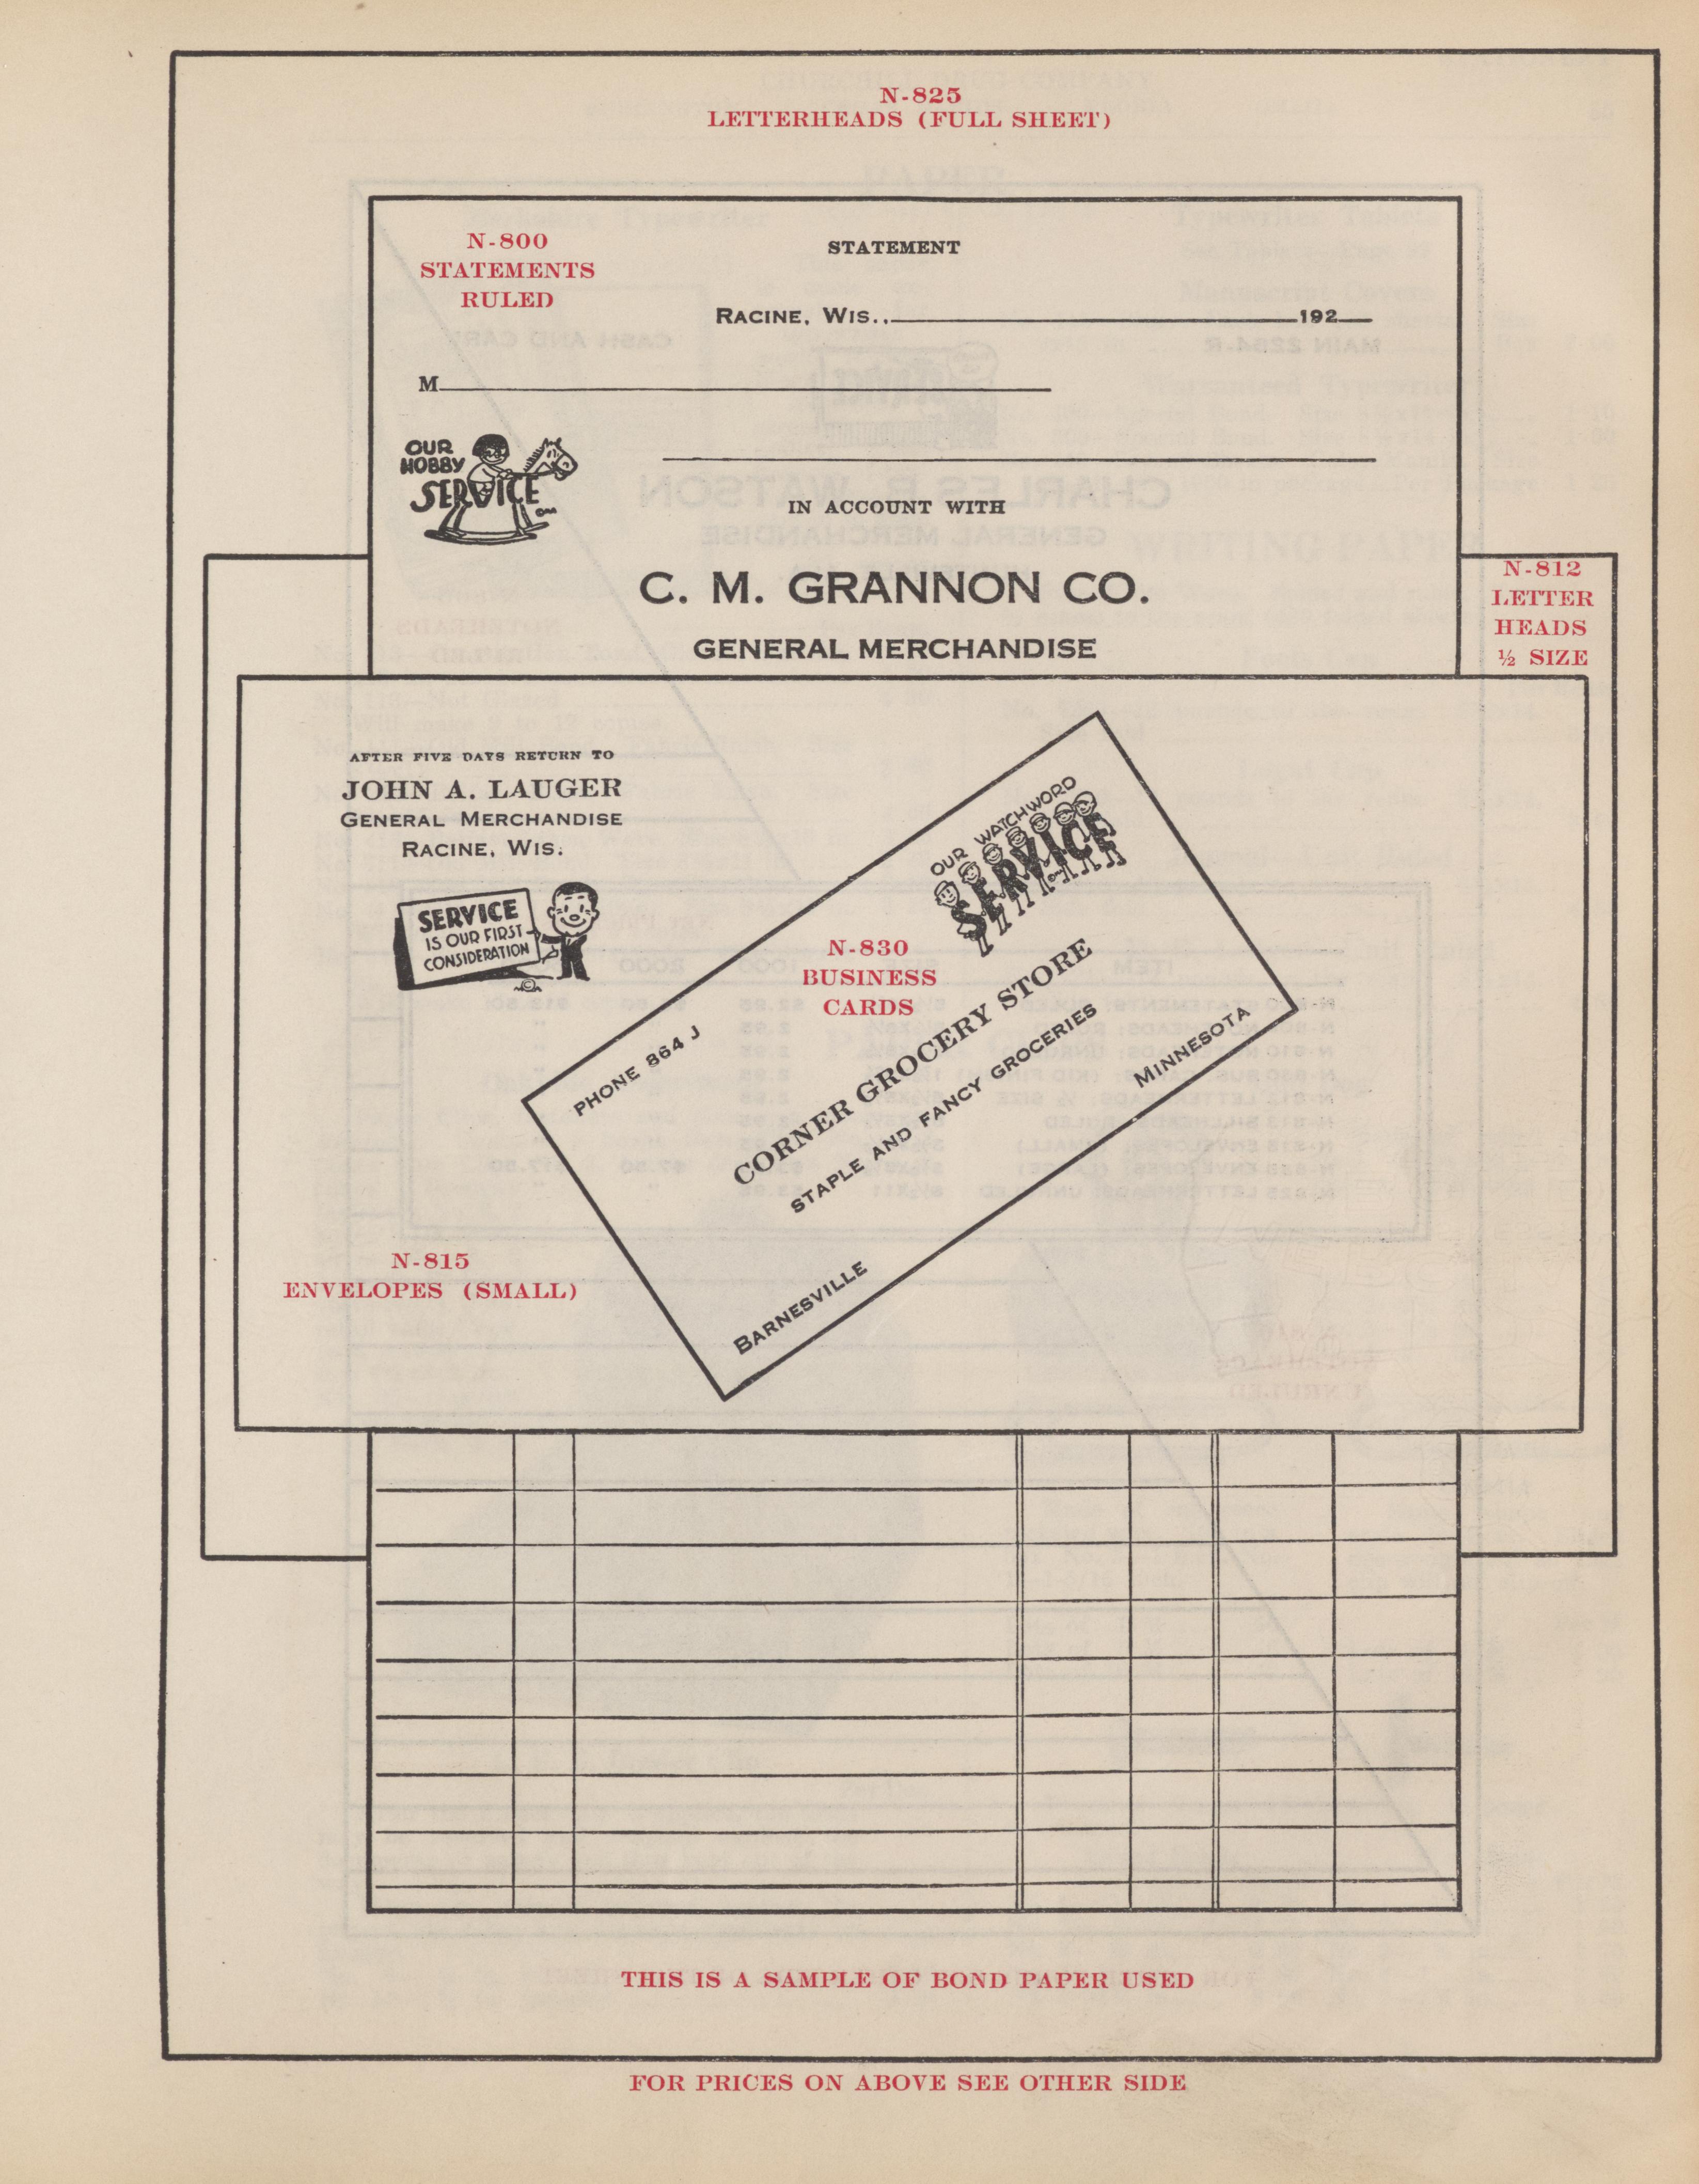 N-825
LETTERHEADS (FULL SHEET)
N-800
STATEMENTS
RULED
STATEMENT
RACINE, WIS., 192
M
OUR
HOBBY
SERVICE
IN ACCOUNT WITH
C. M. GRANNON CO.
GENERAL MERCHANDISE
N-812
LETTER
HEADS
½ SIZE
AFTER FIVE DAYS RETURN TO
JOHN A. LAUGER
GENERAL MERCHANDISE
RACINE, WIS.
SERVICE
IS OUR FIRST
CONSIDERATION
OUR WATCHWORD
SERVICE
N-830
BUSINESS
CARDS
PHONE 864 J
CORNER GROCERY STORE
STAPLE AND FANCY GROCERIES
BARNESVILLE MINNESOTA
N-815
ENVELOPES (SMALL)
THIS IS A SAMPLE OF BOND PAPER USED
FOR PRICES ON ABOVE SEE OTHER SIDE